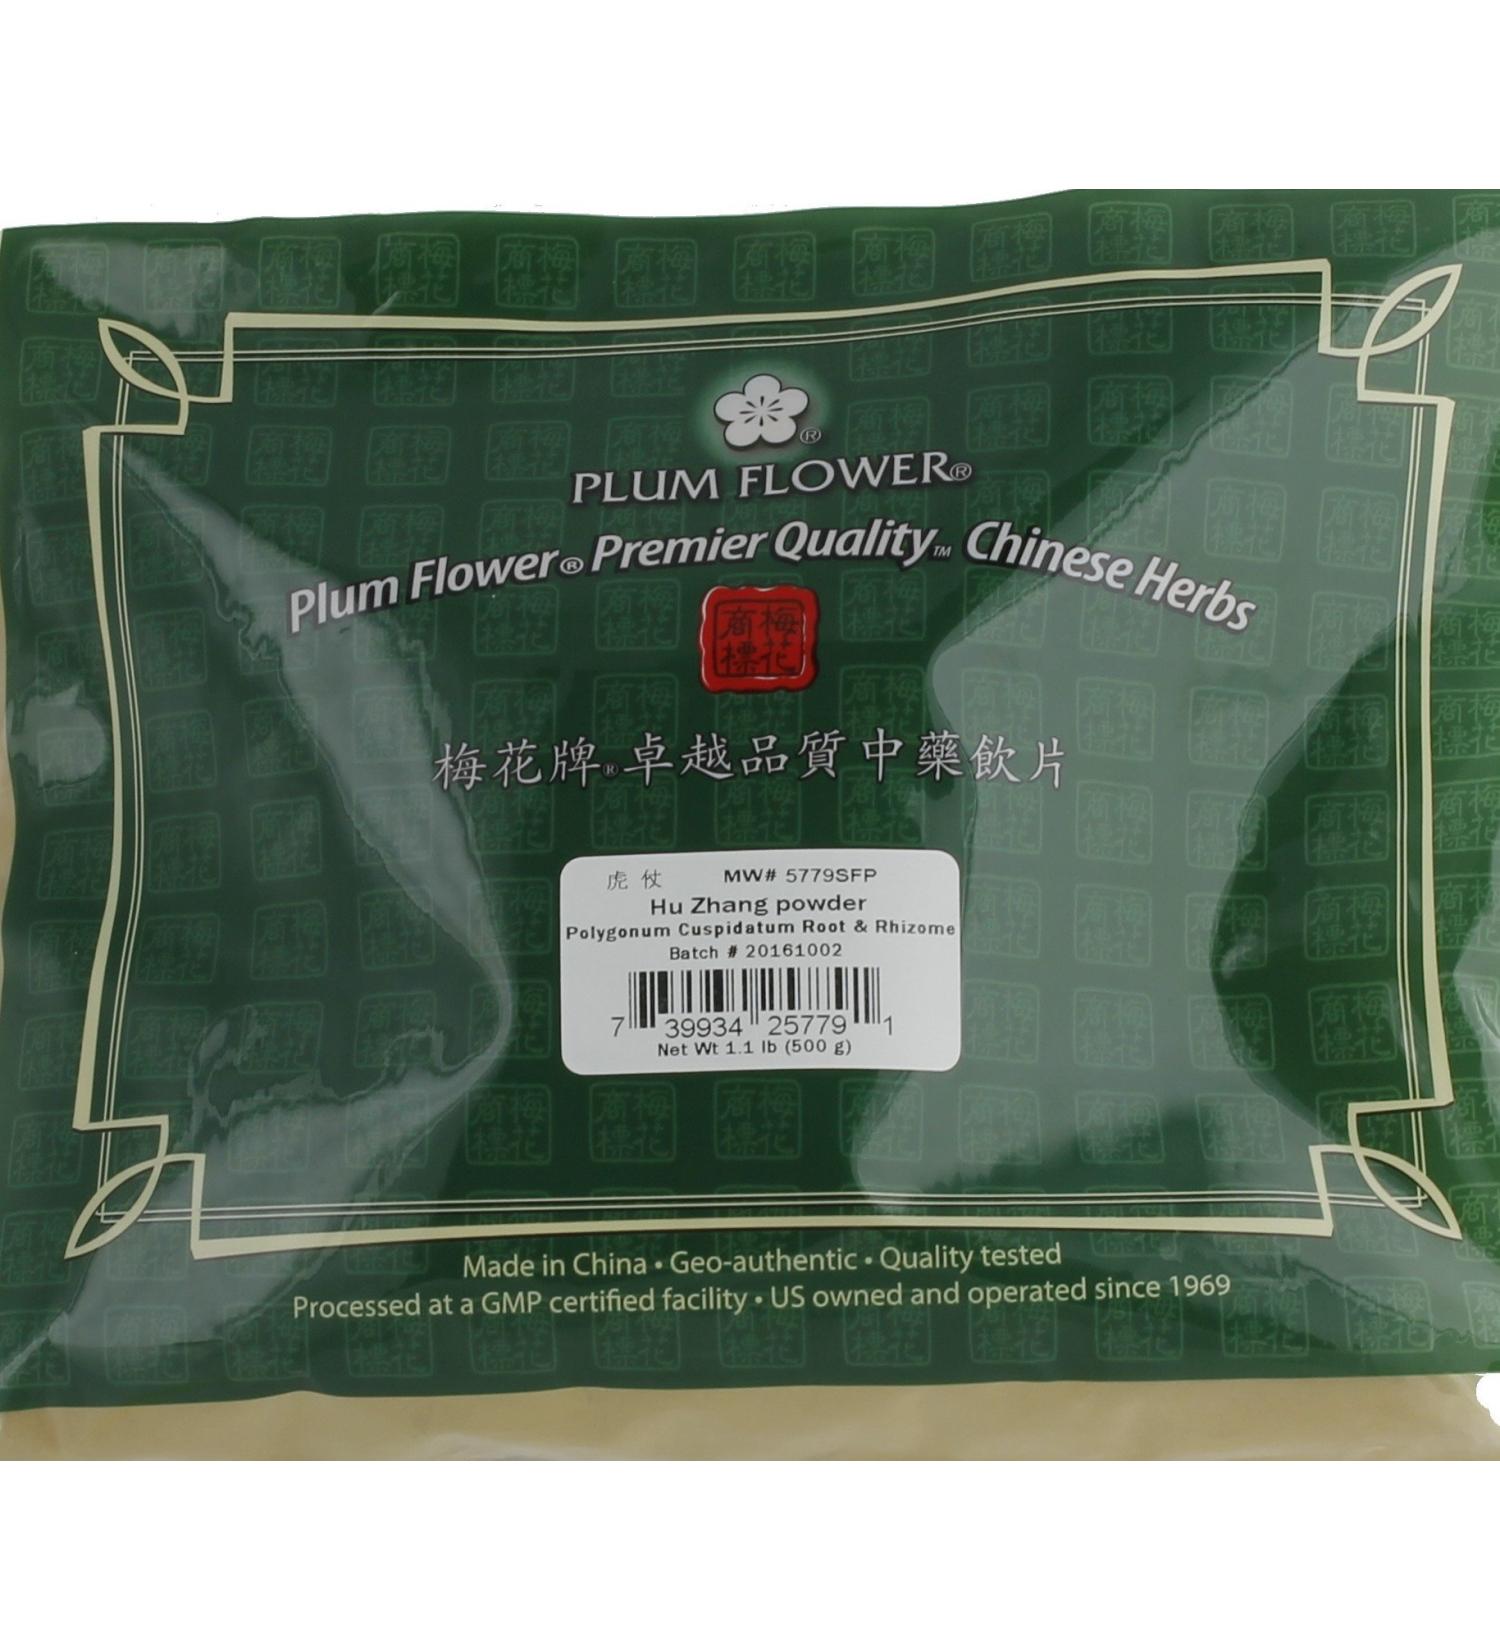 PLUM FLOWER®
Plum Flower® Premier Quality™ Chinese Herbs
梅花
商標
梅花牌®卓越品質中藥飲片
虎 杖 MW# 5779SFP
Hu Zhang powder
Polygonum Cuspidatum Root & Rhizome
Batch # 20161002
7 39934 25779 1
Net Wt 1.1 lb (500 g)
Made in China • Geo-authentic • Quality tested
Processed at a GMP certified facility • US owned and operated since 1969